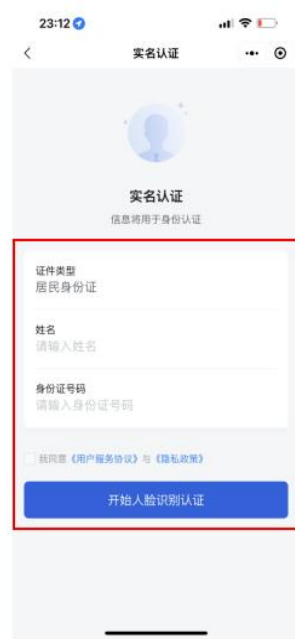 23:12
实名认证
实名认证
信息将用于身份认证
证件类型
居民身份证
姓名
请输入姓名
身份证号码
请输入身份证号码
我同意《用户服务协议》与《隐私政策》
开始人脸识别认证